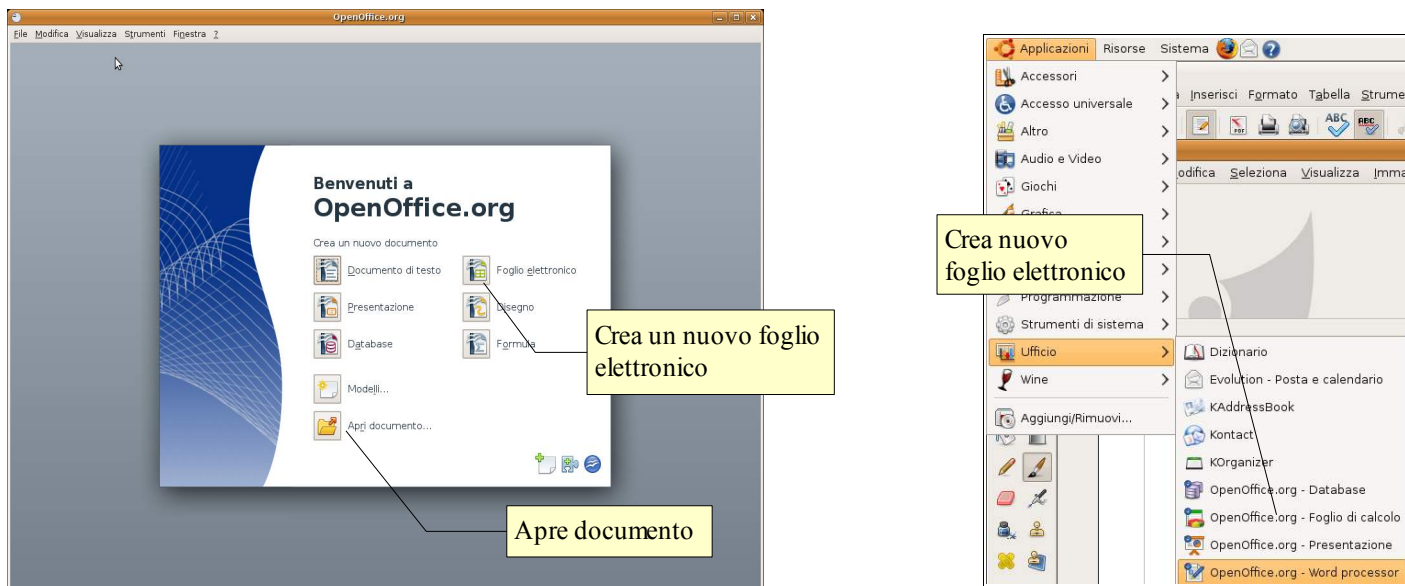 OpenOffice.org
File Modifica Visualizza Strumenti Finestra ?
Benvenuti a
OpenOffice.org
Crea un nuovo documento
Documento di testo
Foglio elettronico
Presentazione
Disegno
Database
Formula
Modelli...
Apri documento...
Crea un nuovo foglio
elettronico
Apre documento
Applicazioni Risorse Sistema
Accessori
Accesso universale
Altro
Audio e Video
Giochi
Grafica
Crea nuovo
foglio elettronico
Programmazione
Strumenti di sistema
Ufficio
Wine
Aggiungi/Rimuovi...
Inserisci Formato Tabella Strume
PDF ABC ABC
odifica Seleziona Visualizza Imma
Dizionario
Evolution - Posta e calendario
KAddressBook
Kontact
KOrganizer
OpenOffice.org - Database
OpenOffice.org - Foglio di calcolo
OpenOffice.org - Presentazione
OpenOffice.org - Word processor